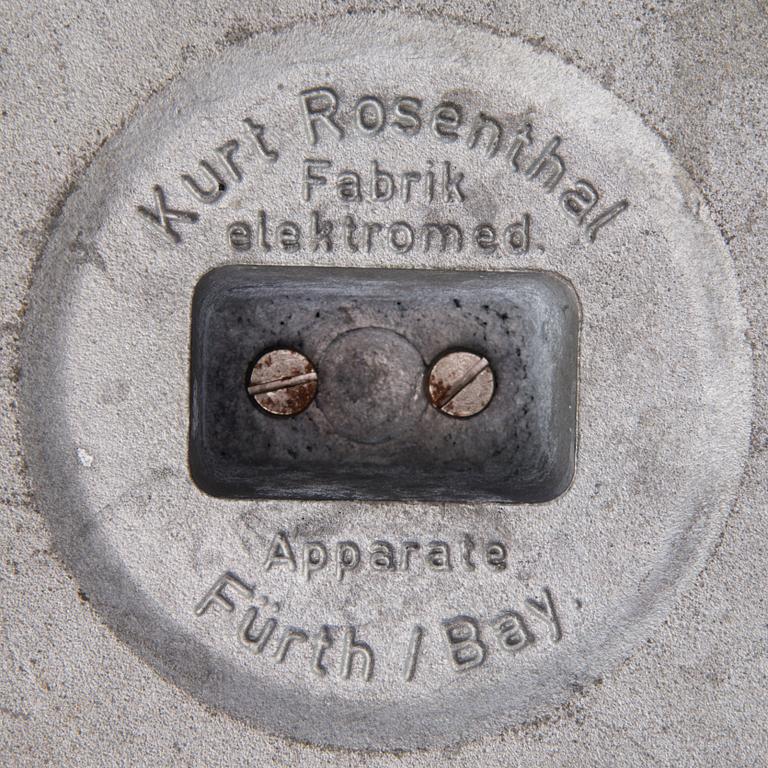 Kurt Rosenthal
Fabrik
elektromed.
Apparate
Fürth / Bay.